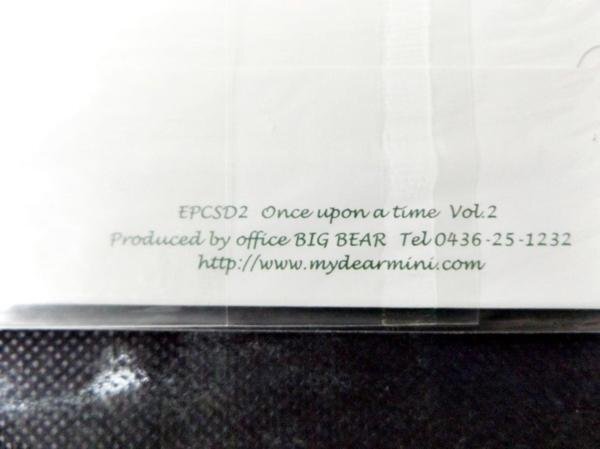 EPCSD2 Once upon a time Vol.2
Produced by office BIG BEAR Tel 0436-25-1232
http://www.mydearmini.com